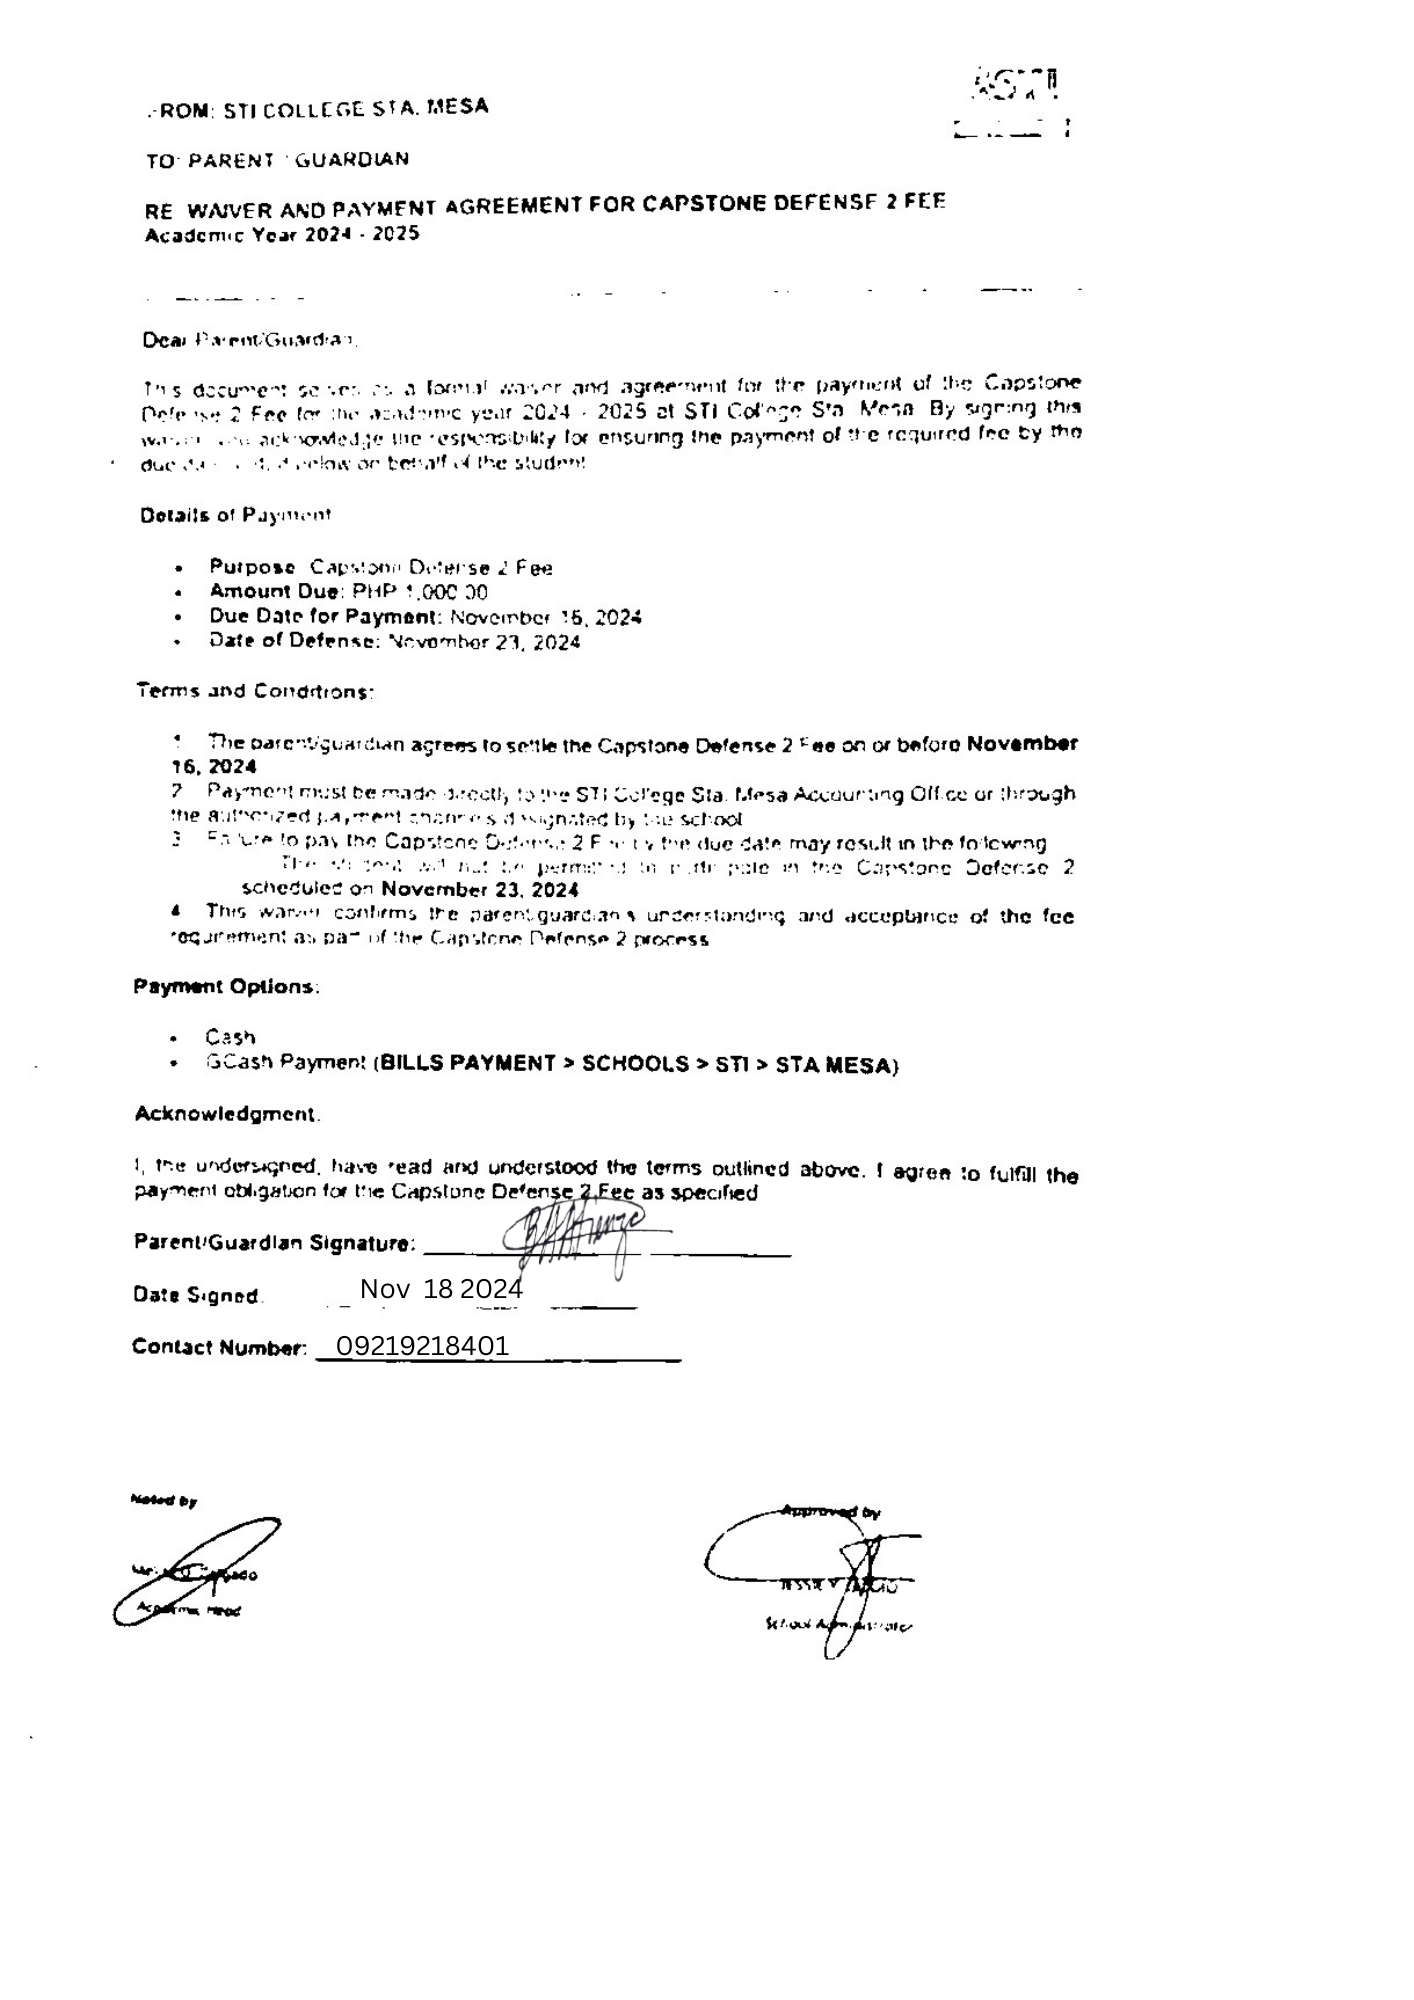 STI
ROM: STI COLLEGE STA. MESA
TO: PARENT GUARDIAN
RE WAIVER AND PAYMENT AGREEMENT FOR CAPSTONE DEFENSE 2 FEE
Academic Year 2024 - 2025
Dear Parent/Guardian,
This document serves as a formal waiver and agreement for the payment of the Capstone
Defense 2 Fee for the academic year 2024 - 2025 at STI College Sta. Mesa. By signing this
waiver you acknowledge the responsibility for ensuring the payment of the required fee by the
due below on behalf of the student
Details of Payment
• Purpose Capstone Defense 2 Fee
• Amount Due: PHP 1,000.00
• Due Date for Payment: November 16, 2024
• Date of Defense: November 23, 2024
Terms and Conditions:
1 The parent/guardian agrees to settle the Capstone Defense 2 Fee on or before November
16, 2024
2 Payment must be made directly to the STI College Sta. Mesa Accounting Office or through
the authorized payment channels designated by the school
3 Failure to pay the Capstone Defense 2 Fee by the due date may result in the following
The student will not be permitted to participate in the Capstone Defense 2
scheduled on November 23, 2024
4 This waiver confirms the parent/guardian's understanding and acceptance of the fee
requirement as part of the Capstone Defense 2 process
Payment Options:
• Cash
• GCash Payment (BILLS PAYMENT > SCHOOLS > STI > STA MESA)
Acknowledgment.
I, the undersigned, have read and understood the terms outlined above. I agree to fulfill the
payment obligation for the Capstone Defense 2 Fee as specified
Parent/Guardian Signature:
Date Signed. Nov 18 2024
Contact Number: 09219218401
Noted by
Approved by
Academic Head
School Administrator